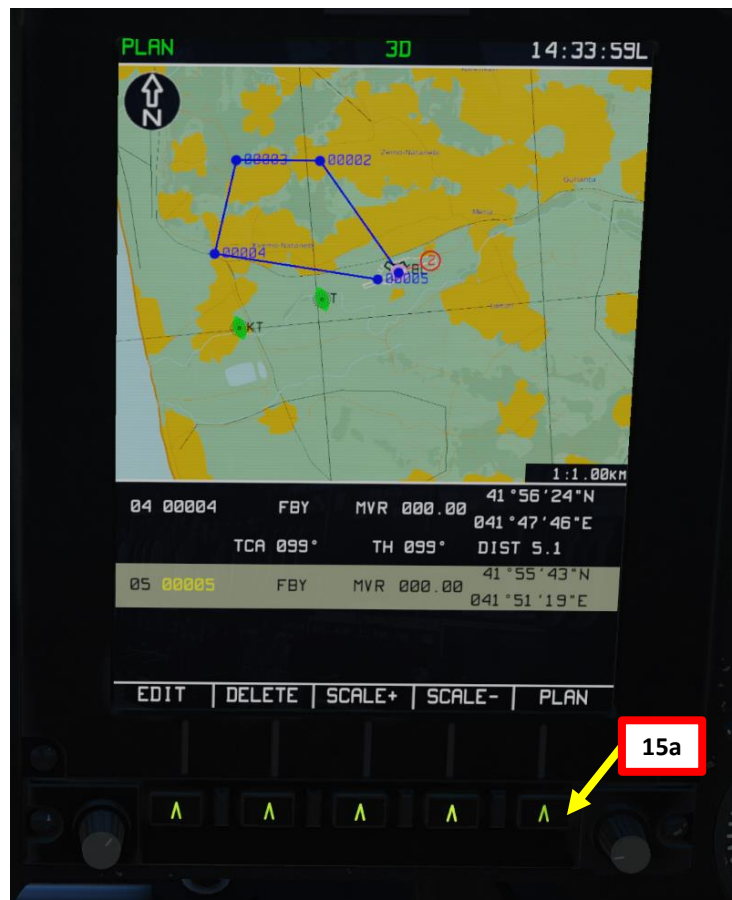 PLAN 3D 14:33:59L
N
00003 00002
00004
00005
2
T
KT
1:1.00KM
04 00004 FBY MVR 000.00 41°56'24"N
041°47'46"E
TCA 099° TH 099° DIST 5.1
05 00005 FBY MVR 000.00 41°55'43"N
041°51'19"E
EDIT | DELETE | SCALE+ | SCALE- | PLAN
15a
Λ Λ Λ Λ Λ